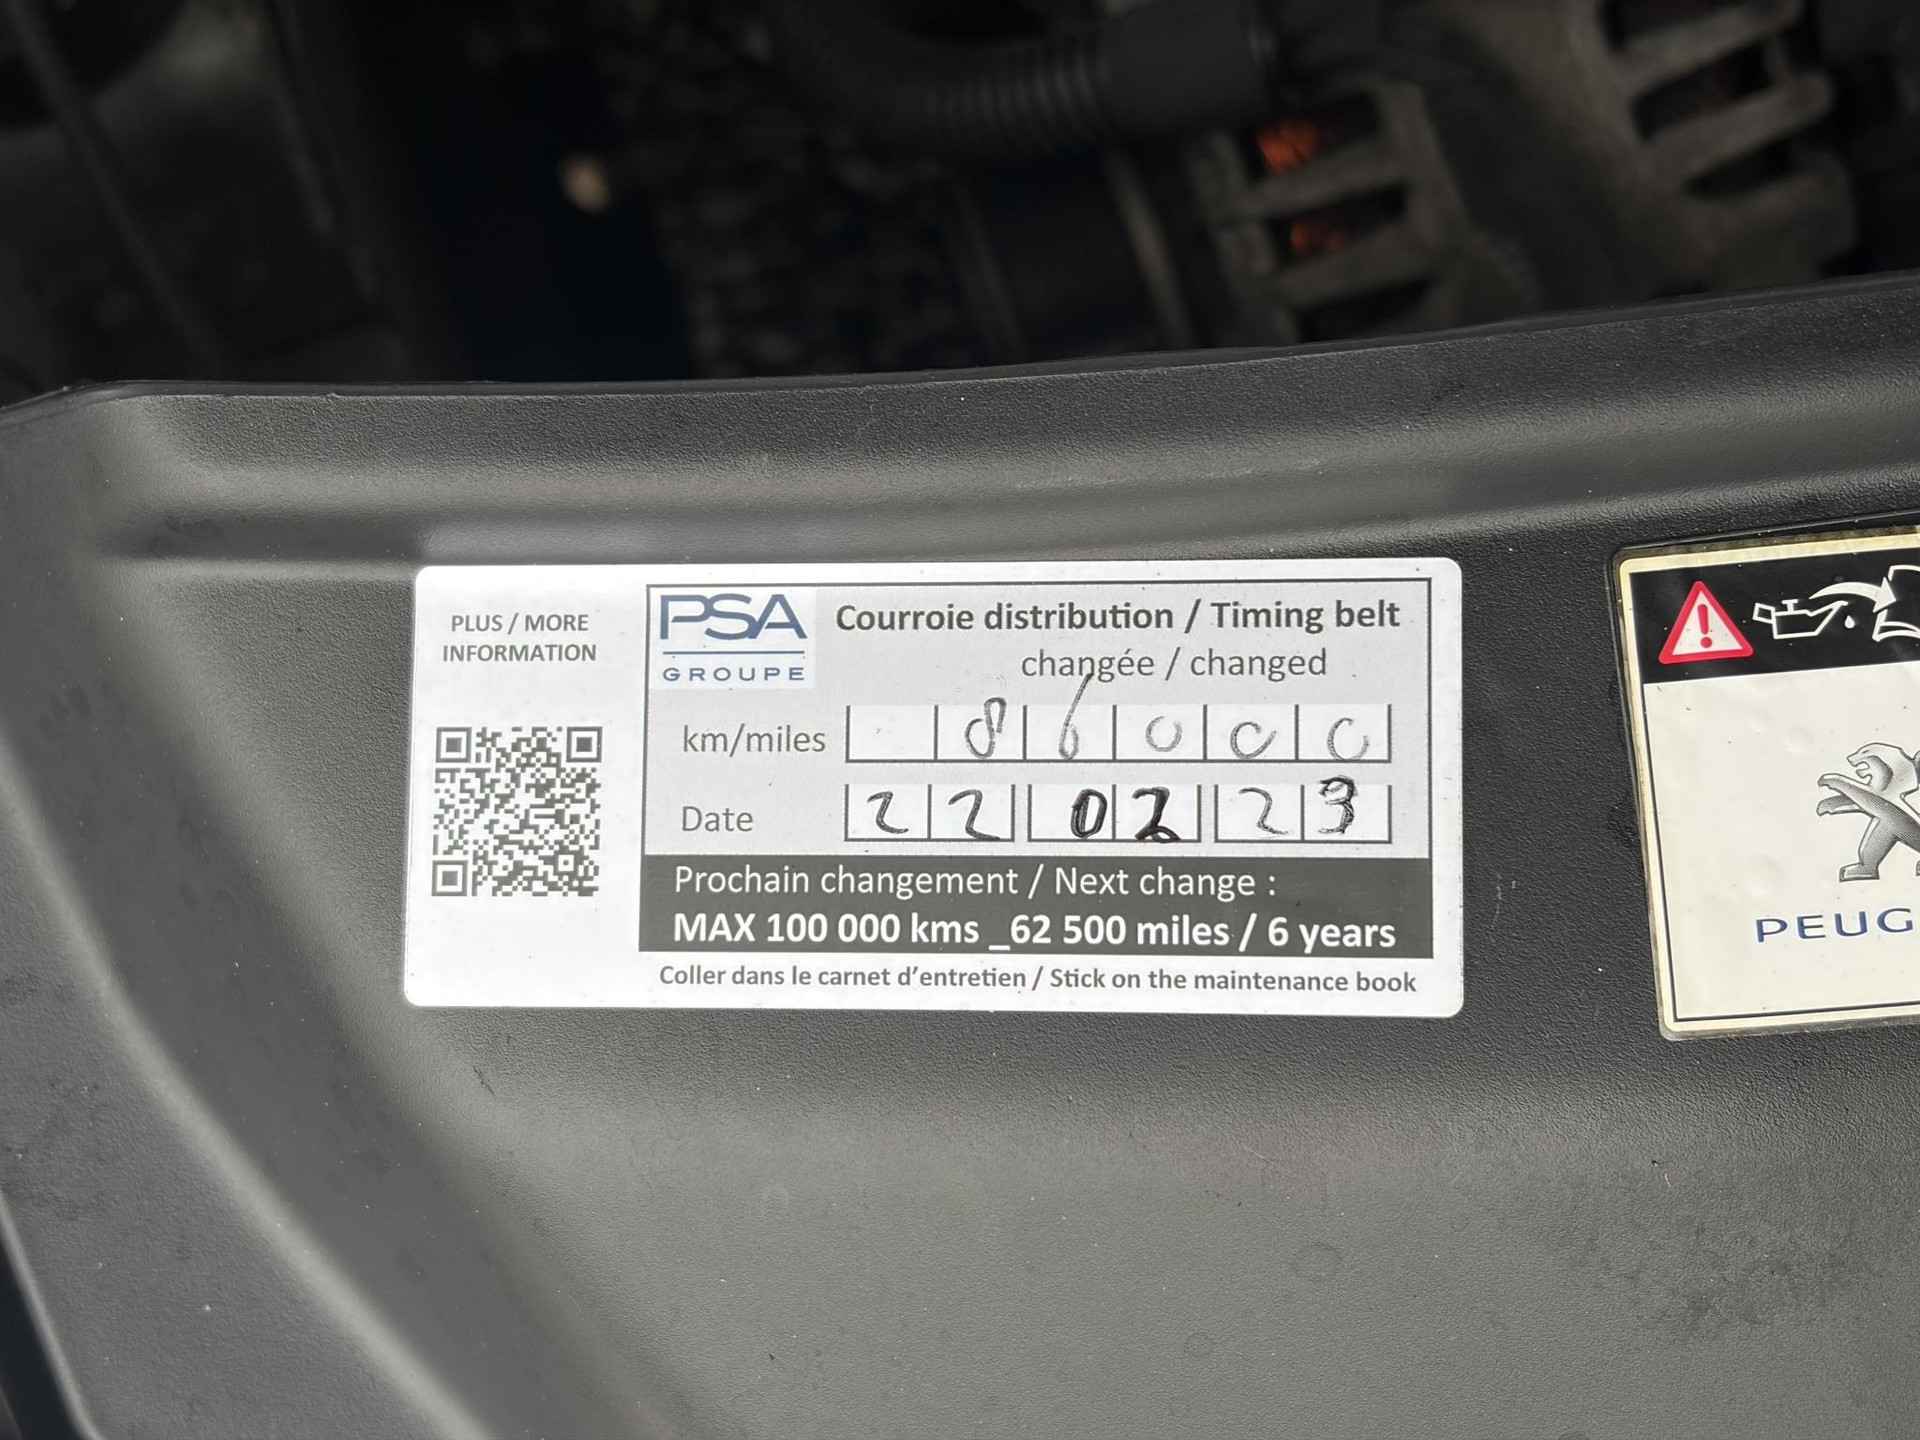 PLUS / MORE
INFORMATION
PSA
GROUPE
Courroie distribution / Timing belt
changée / changed
km/miles 86000
Date 22 02 23
Prochain changement / Next change :
MAX 100 000 kms _62 500 miles / 6 years
Coller dans le carnet d'entretien / Stick on the maintenance book
PEUG